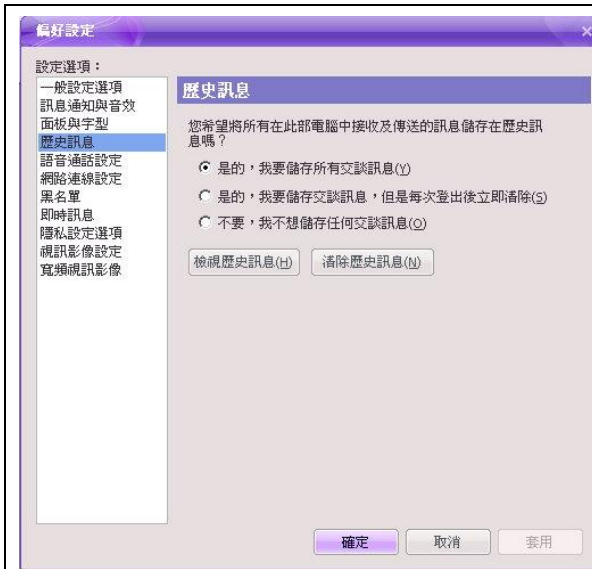 偏好設定
設定選項：
一般設定選項
訊息通知與音效
面板與字型
歷史訊息
語音通話設定
網路連線設定
黑名單
即時訊息
隱私設定選項
視訊影像設定
寬頻視訊影像
歷史訊息
您希望將所有在此部電腦中接收及傳送的訊息儲存在歷史訊
息嗎？
是的，我要儲存所有交談訊息(Y)
是的，我要儲存交談訊息，但是每次登出後立即清除(S)
不要，我不想儲存任何交談訊息(O)
檢視歷史訊息(H) 清除歷史訊息(N)
確定 取消 套用